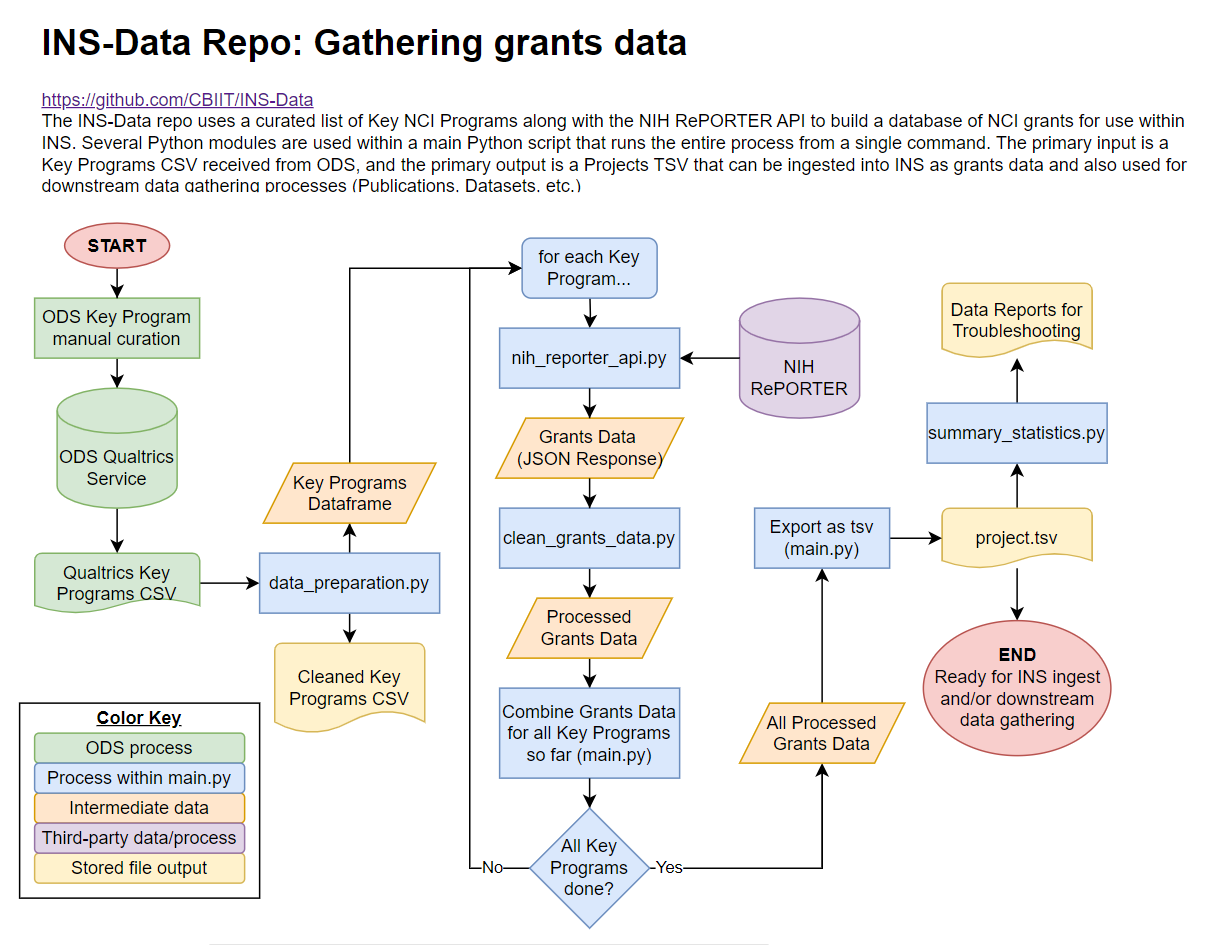 INS-Data Repo: Gathering grants data
https://github.com/CBIIT/INS-Data
The INS-Data repo uses a curated list of Key NCI Programs along with the NIH RePORTER API to build a database of NCI grants for use within
INS. Several Python modules are used within a main Python script that runs the entire process from a single command. The primary input is a
Key Programs CSV received from ODS, and the primary output is a Projects TSV that can be ingested into INS as grants data and also used for
downstream data gathering processes (Publications, Datasets, etc.)
START
ODS Key Program
manual curation
ODS Qualtrics
Service
Qualtrics Key
Programs CSV
Key Programs
Dataframe
data_preparation.py
Cleaned Key
Programs CSV
for each Key
Program...
nih_reporter_api.py
NIH
RePORTER
Grants Data
(JSON Response)
clean_grants_data.py
Processed
Grants Data
Combine Grants Data
for all Key Programs
so far (main.py)
All Key
Programs
done?
No
Yes
All Processed
Grants Data
Export as tsv
(main.py)
project.tsv
summary_statistics.py
Data Reports for
Troubleshooting
END
Ready for INS ingest
and/or downstream
data gathering
Color Key
ODS process
Process within main.py
Intermediate data
Third-party data/process
Stored file output